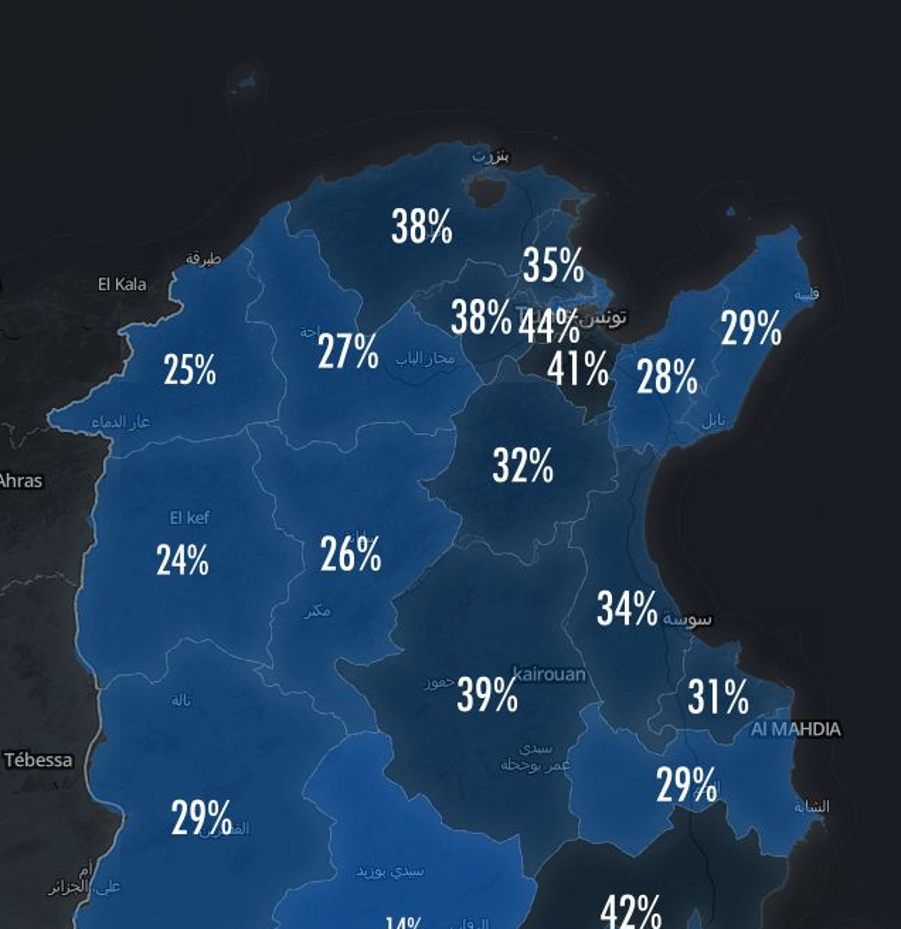 بنزرت
38%
طبرقة
35%
El Kala
قليبية
38%
44%
تونس
29%
27%
مجاز الباب
25%
41%
28%
غار الدماء
نابل
32%
Ahras
El kef
24%
26%
مكثر
34%
سوسة
kairouan
39%
31%
تالة
Al MAHDIA
سيدي
عمر بوحجلة
Tébessa
29%
الشابة
29%
سيدي بوزيد
أم
علي، الجزائر
42%
14%
الرقاب